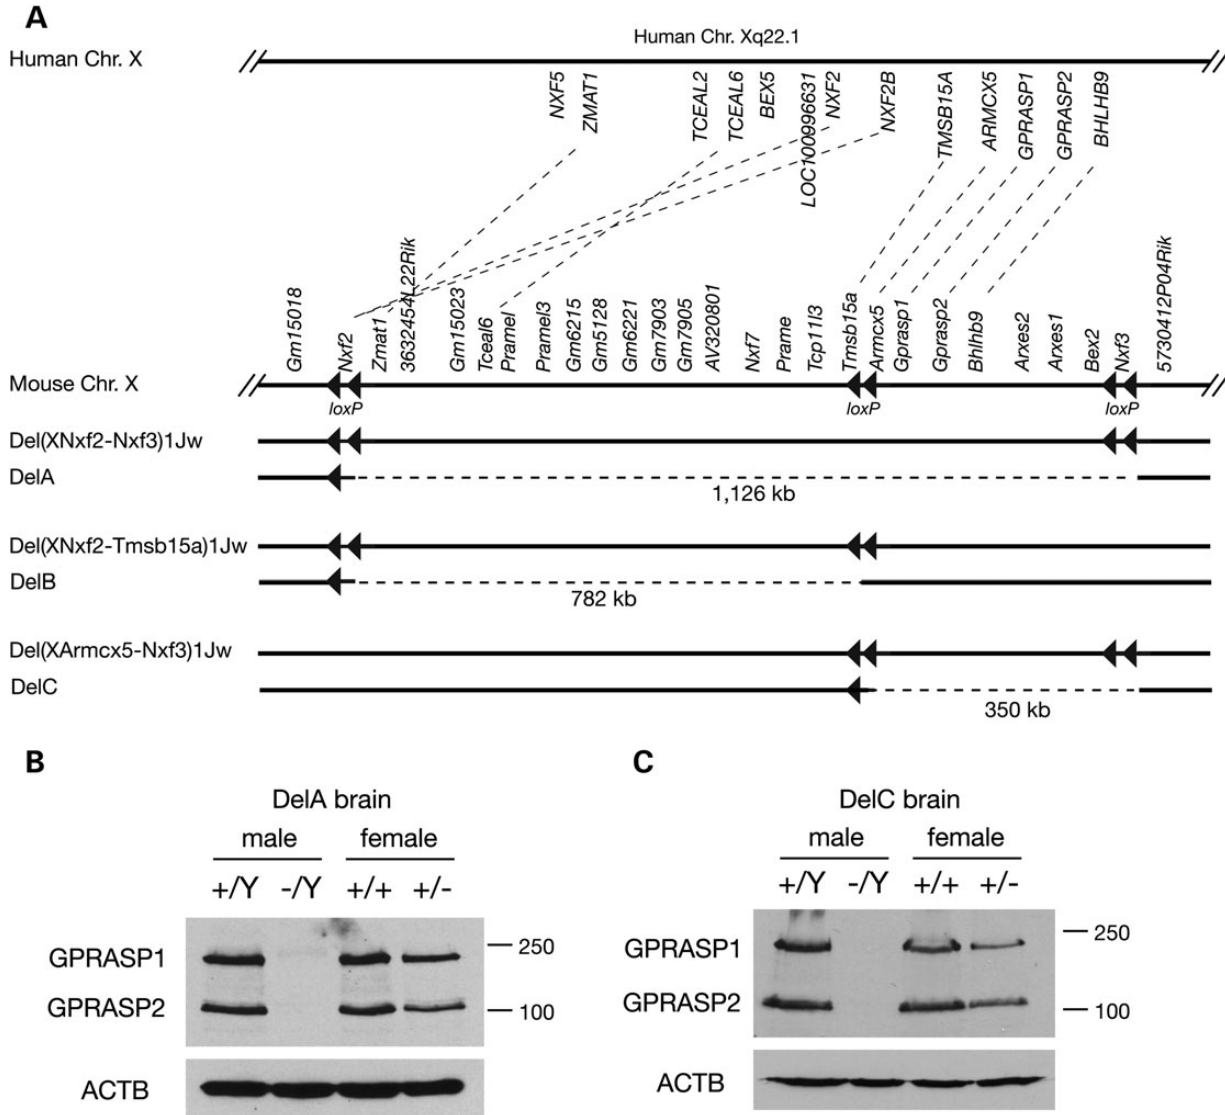 A
Human Chr. Xq22.1
Human Chr. X
NXF5
ZMAT1
TCEAL2
TCEAL6
BEX5
LOC100996631
NXF2
NXF2B
TMSB15A
ARMCX5
GPRASP1
GPRASP2
BHLHB9
Gm15018
Nxf2
Zmat1
3632454L22Rik
Gm15023
Tceal6
Pramel
Pramel3
Gm6215
Gm5128
Gm6221
Gm7903
Gm7905
AV320801
Nxf7
Prame
Tcp11l3
Tmsb15a
Armcx5
Gprasp1
Gprasp2
Bhlhb9
Arxes2
Arxes1
Bex2
Nxf3
5730412P04Rik
Mouse Chr. X
loxP loxP loxP
Del(XNxf2-Nxf3)1Jw
DelA
1,126 kb
Del(XNxf2-Tmsb15a)1Jw
DelB
782 kb
Del(XArmcx5-Nxf3)1Jw
DelC
350 kb
B
DelA brain
male female
+/Y -/Y +/+ +/-
GPRASP1
250
GPRASP2
100
ACTB
C
DelC brain
male female
+/Y -/Y +/+ +/-
GPRASP1
250
GPRASP2
100
ACTB